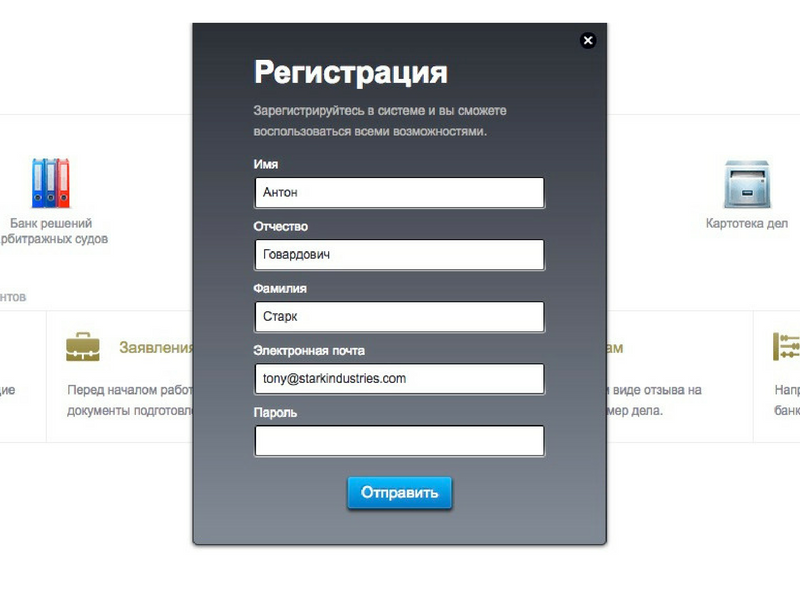 Регистрация
Зарегистрируйтесь в системе и вы сможете
воспользоваться всеми возможностями.
Имя
Антон
Отчество
Говардович
Фамилия
Старк
Электронная почта
tony@starkindustries.com
Пароль
Отправить
Банк решений
рбитражных судов
Картотека дел
нтов
ие
Заявления
Перед началом работ
документы подготовл
ам
виде отзыва на
мер дела.
Напр
банк